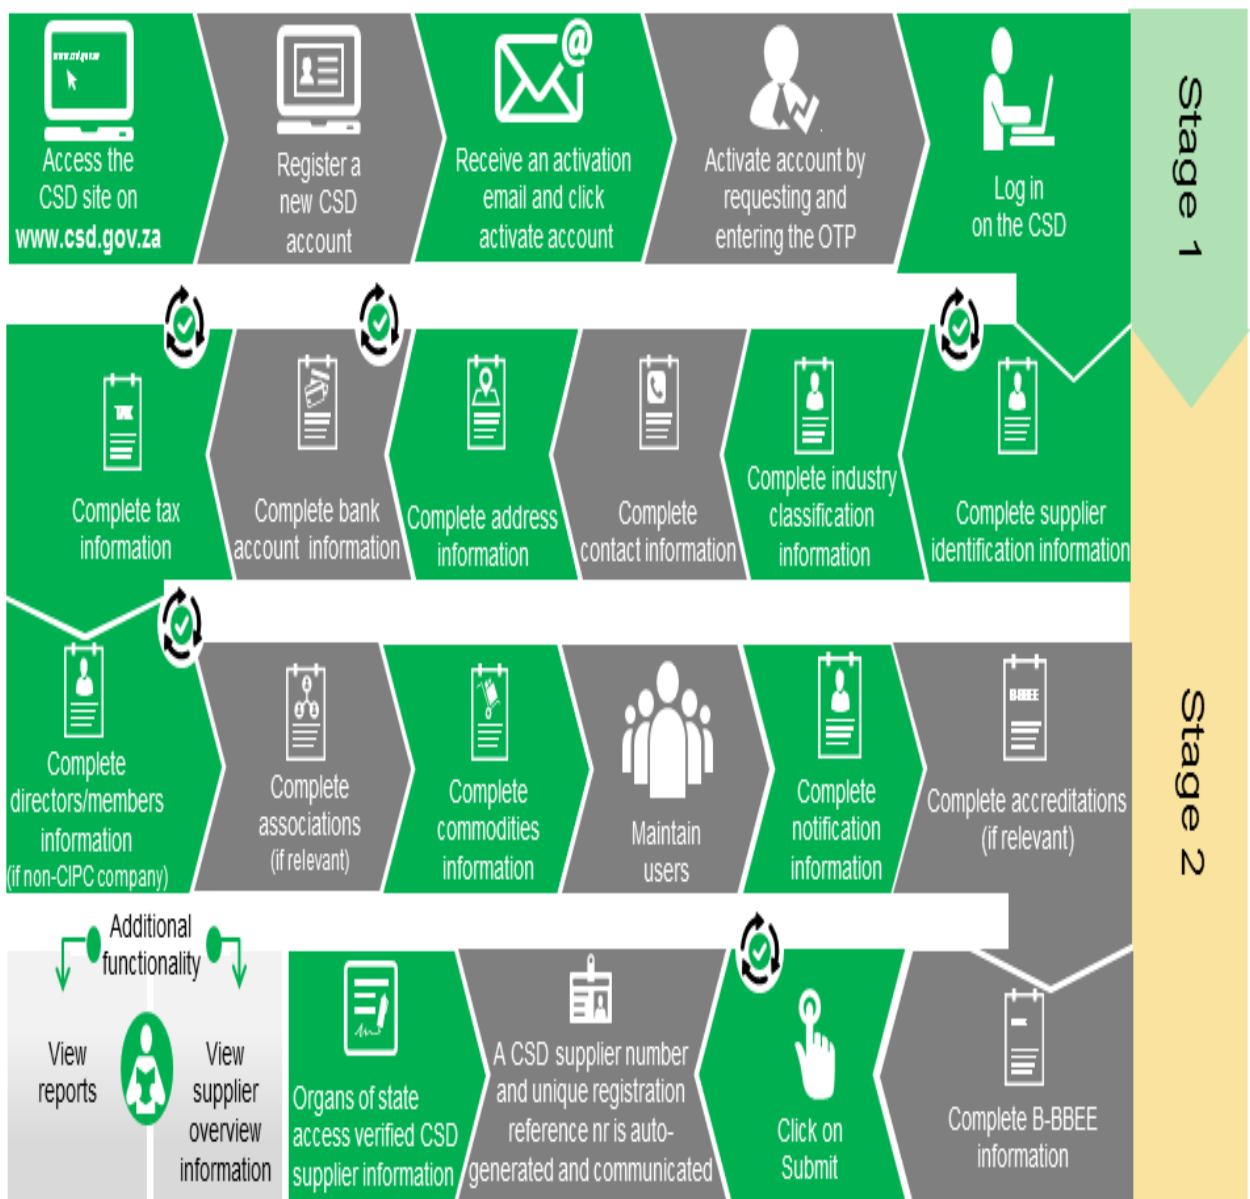 www.csd.gov.za
Access the
CSD site on
www.csd.gov.za
Register a
new CSD
account
@
Receive an activation
email and click
activate account
Activate account by
requesting and
entering the OTP
Log in
on the CSD
Stage 1
TAX
Complete tax
information
Complete bank
account information
Complete address
information
Complete
contact information
Complete industry
classification
information
Complete supplier
identification information
Complete
directors/members
information
(if non-CIPC company)
Complete
associations
(if relevant)
Complete
commodities
information
Maintain
users
Complete
notification
information
B-BBEE
Complete accreditations
(if relevant)
Stage 2
Additional
functionality
View
reports
View
supplier
overview
information
Organs of state
access verified CSD
supplier information
A CSD supplier number
and unique registration
reference nr is auto-
generated and communicated
Click on
Submit
Complete B-BBEE
information